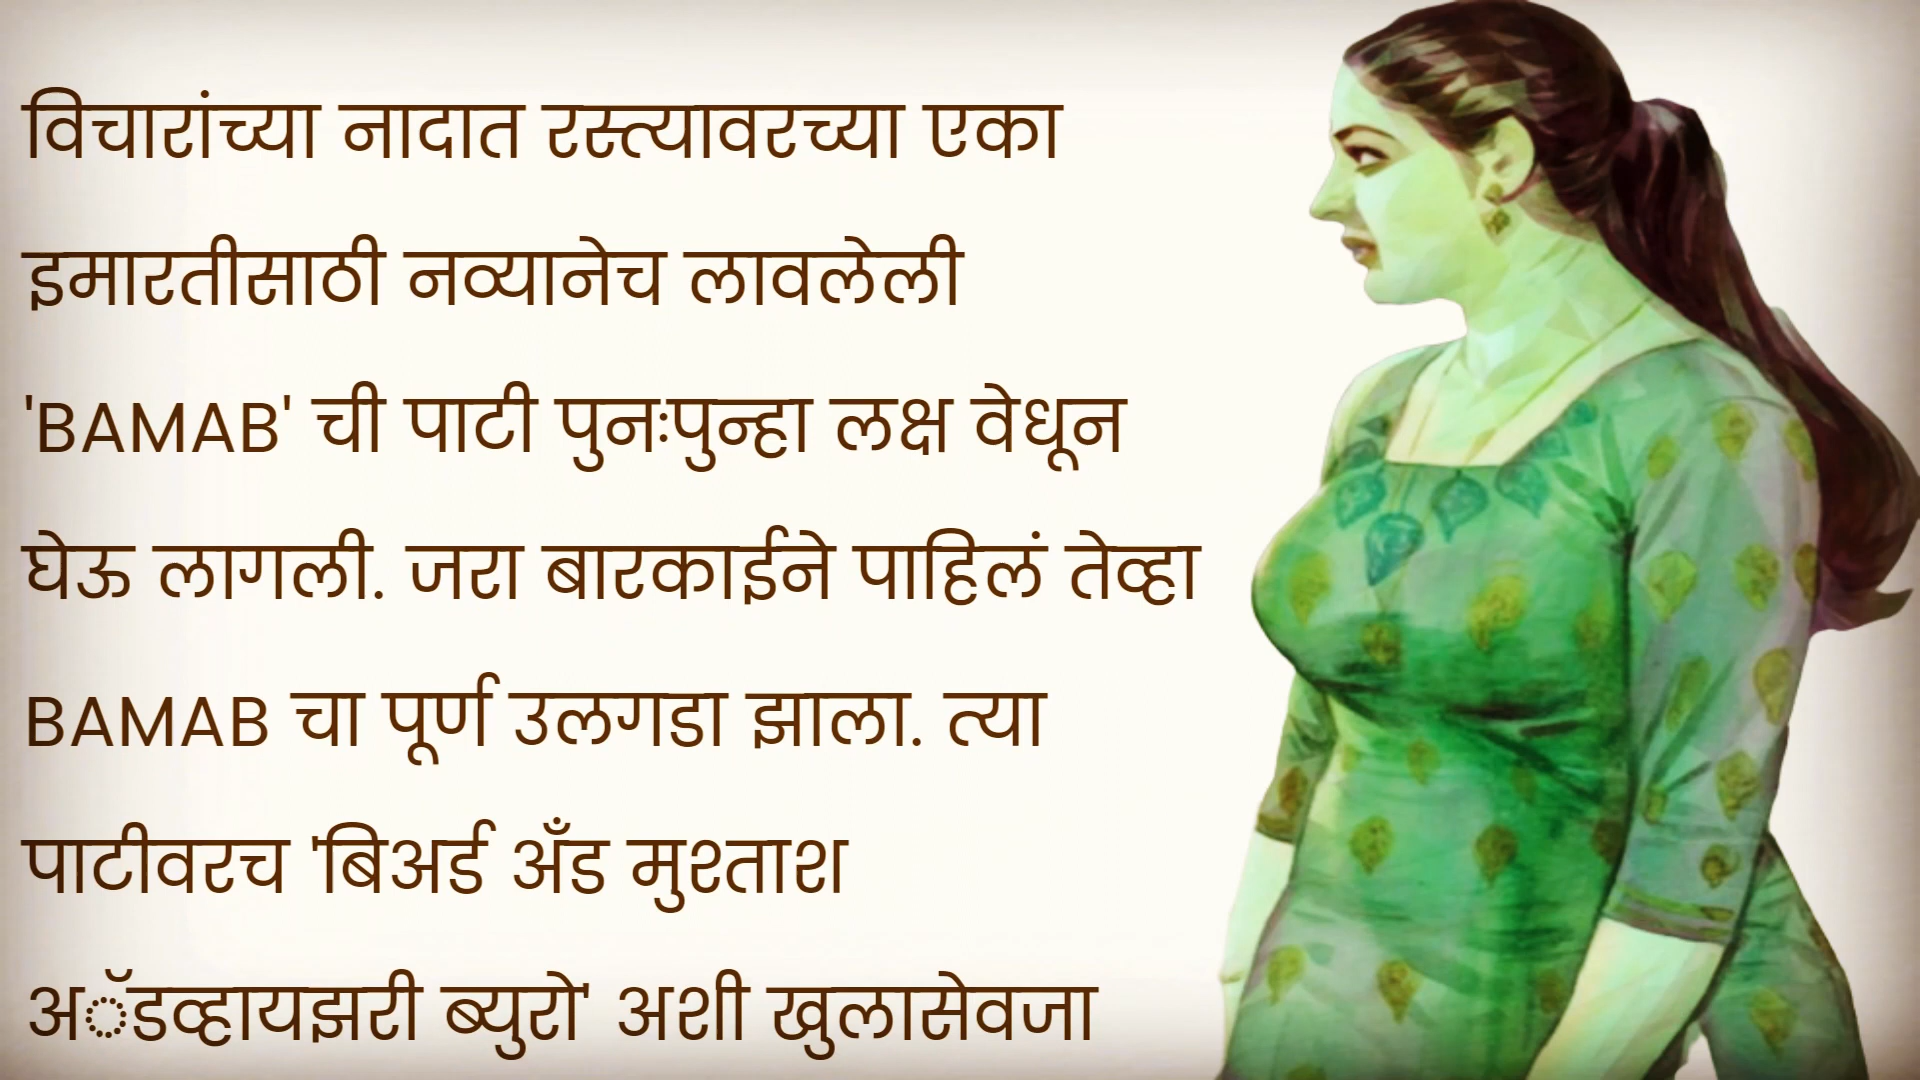 विचारांच्या नादात रस्त्यावरच्या एका
इमारतीसाठी नव्यानेच लावलेली
'BAMAB' ची पाटी पुनःपुन्हा लक्ष वेधून
घेऊ लागली. जरा बारकाईने पाहिलं तेव्हा
BAMAB चा पूर्ण उलगडा झाला. त्या
पाटीवरच 'बिअर्ड अँड मुश्ताश
अॅडव्हायझरी ब्युरो' अशी खुलासेवजा